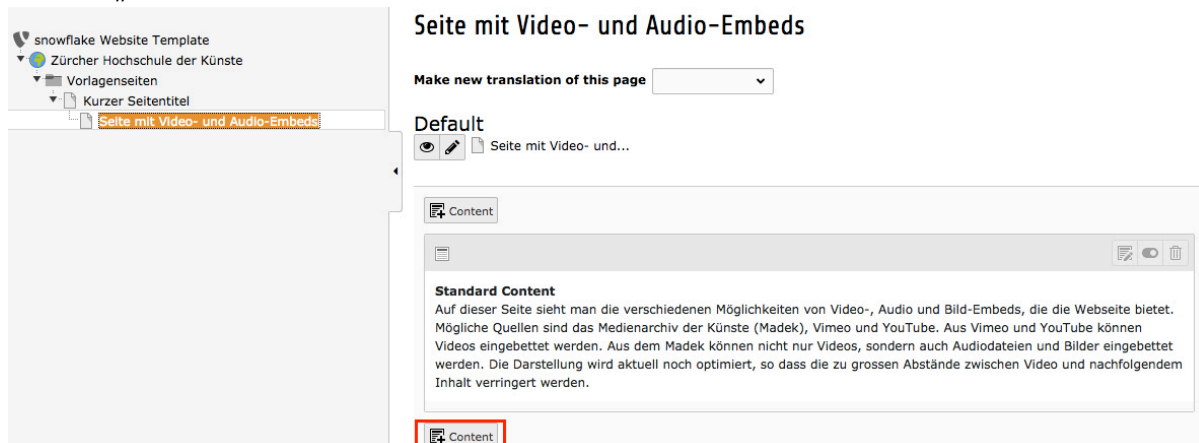 Seite mit Video- und Audio-Embeds
snowflake Website Template
Zürcher Hochschule der Künste
Vorlagenseiten
Kurzer Seitentitel
Seite mit Video- und Audio-Embeds
Make new translation of this page
Default
Seite mit Video- und...
Content
Standard Content
Auf dieser Seite sieht man die verschiedenen Möglichkeiten von Video-, Audio und Bild-Embeds, die die Webseite bietet.
Mögliche Quellen sind das Medienarchiv der Künste (Madek), Vimeo und YouTube. Aus Vimeo und YouTube können
Videos eingebettet werden. Aus dem Madek können nicht nur Videos, sondern auch Audiodateien und Bilder eingebettet
werden. Die Darstellung wird aktuell noch optimiert, so dass die zu grossen Abstände zwischen Video und nachfolgendem
Inhalt verringert werden.
Content